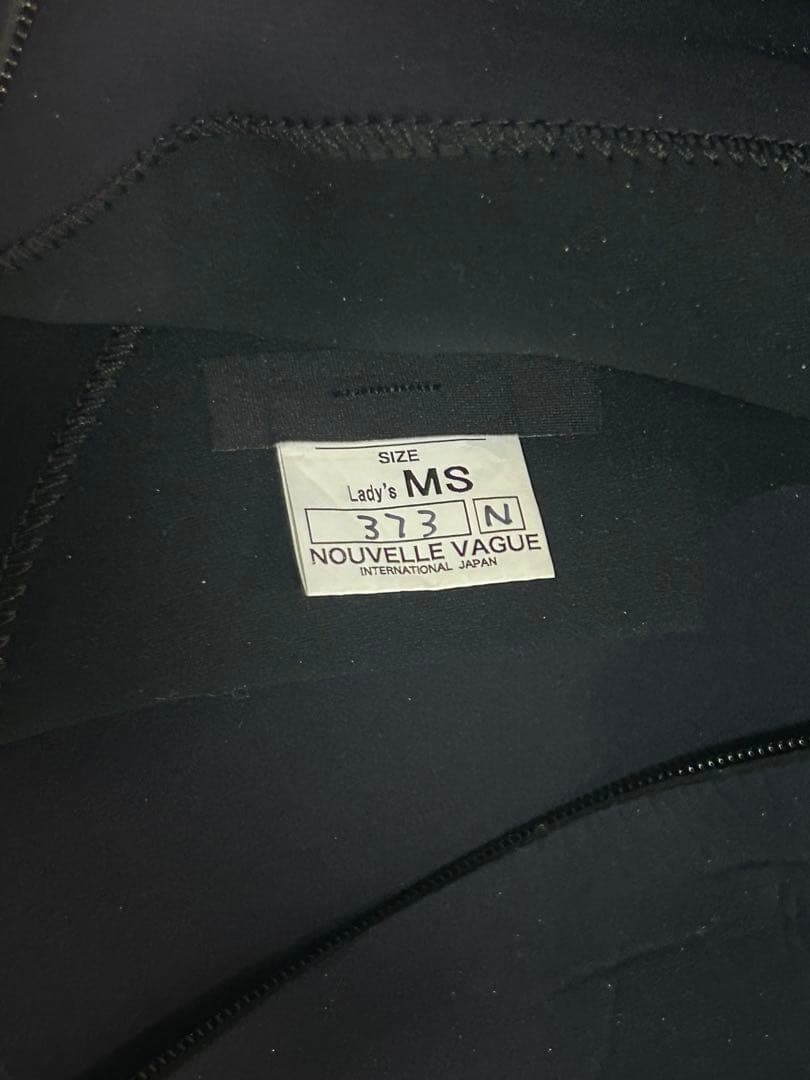 SIZE
Lady's MS
373 N
NOUVELLE VAGUE
INTERNATIONAL JAPAN